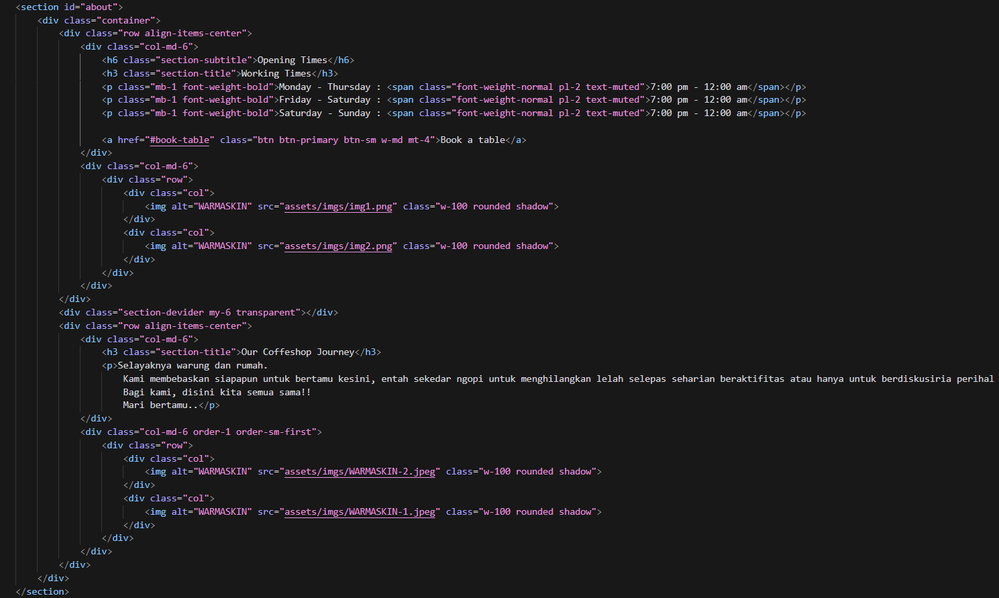 <section id="about">
<div class="container">
<div class="row align-items-center">
<div class="col-md-6">
<h6 class="section-subtitle">Opening Times</h6>
<h3 class="section-title">Working Times</h3>
<p class="mb-1 font-weight-bold">Monday - Thursday : <span class="font-weight-normal pl-2 text-muted">7:00 pm - 12:00 am</span></p>
<p class="mb-1 font-weight-bold">Friday - Saturday : <span class="font-weight-normal pl-2 text-muted">7:00 pm - 12:00 am</span></p>
<p class="mb-1 font-weight-bold">Saturday - Sunday : <span class="font-weight-normal pl-2 text-muted">7:00 pm - 12:00 am</span></p>
<a href="#book-table" class="btn btn-primary btn-sm w-md mt-4">Book a table</a>
</div>
<div class="col-md-6">
<div class="row">
<div class="col">
<img alt="WARMASKIN" src="assets/imgs/img1.png" class="w-100 rounded shadow">
</div>
<div class="col">
<img alt="WARMASKIN" src="assets/imgs/img2.png" class="w-100 rounded shadow">
</div>
</div>
</div>
</div>
<div class="section-devider my-6 transparent"></div>
<div class="row align-items-center">
<div class="col-md-6">
<h3 class="section-title">Our Coffeshop Journey</h3>
<p>Selayaknya warung dan rumah.
Kami membebaskan siapapun untuk bertamu kesini, entah sekedar ngopi untuk menghilangkan lelah selepas seharian beraktifitas atau hanya untuk berdiskusiria perihal
Bagi kami, disini kita semua sama!!
Mari bertamu..</p>
</div>
<div class="col-md-6 order-1 order-sm-first">
<div class="row">
<div class="col">
<img alt="WARMASKIN" src="assets/imgs/WARMASKIN-2.jpeg" class="w-100 rounded shadow">
</div>
<div class="col">
<img alt="WARMASKIN" src="assets/imgs/WARMASKIN-1.jpeg" class="w-100 rounded shadow">
</div>
</div>
</div>
</div>
</div>
</section>